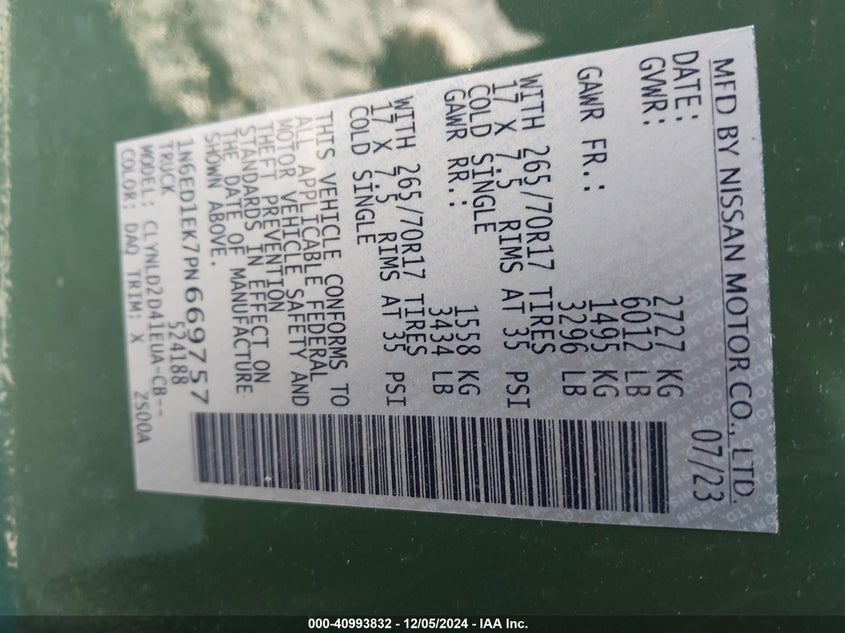 MFD BY NISSAN MOTOR CO., LTD.
DATE: 07/23
GVWR: 2727 KG
6012 LB
GAWR FR.: 1495 KG
3296 LB
WITH 265/70R17 TIRES
17 X 7.5 RIMS AT 35 PSI
COLD SINGLE
GAWR RR.: 1558 KG
3434 LB
WITH 265/70R17 TIRES
17 X 7.5 RIMS AT 35 PSI
COLD SINGLE
THIS VEHICLE CONFORMS TO
ALL APPLICABLE FEDERAL
MOTOR VEHICLE SAFETY AND
THEFT PREVENTION
STANDARDS IN EFFECT ON
THE DATE OF MANUFACTURE
SHOWN ABOVE.
1N6ED1EK7PN669757
TRUCK 524188
MODEL: CLYNLD2D41EUA-CB--
COLOR: DAQ TRIM: X 2S00A
000-40993832 - 12/05/2024 - IAA Inc.